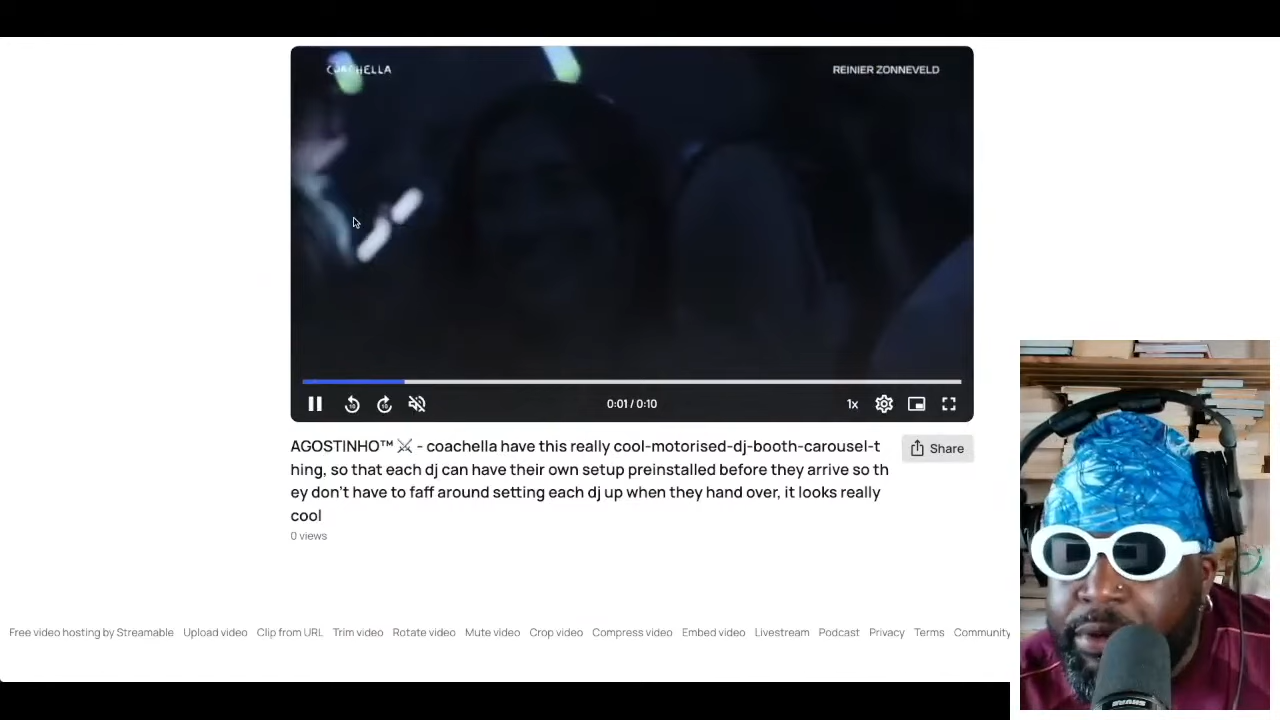 COACHELLA
REINIER ZONNEVELD
10
10
0:01 / 0:10
1x
AGOSTINHO™ ⚔ - coachella have this really cool-motorised-dj-booth-carousel-t
hing, so that each dj can have their own setup preinstalled before they arrive so th
ey don't have to faff around setting each dj up when they hand over, it looks really
cool
Share
0 views
Free video hosting by Streamable Upload video Clip from URL Trim video Rotate video Mute video Crop video Compress video Embed video Livestream Podcast Privacy Terms Community
SHURE